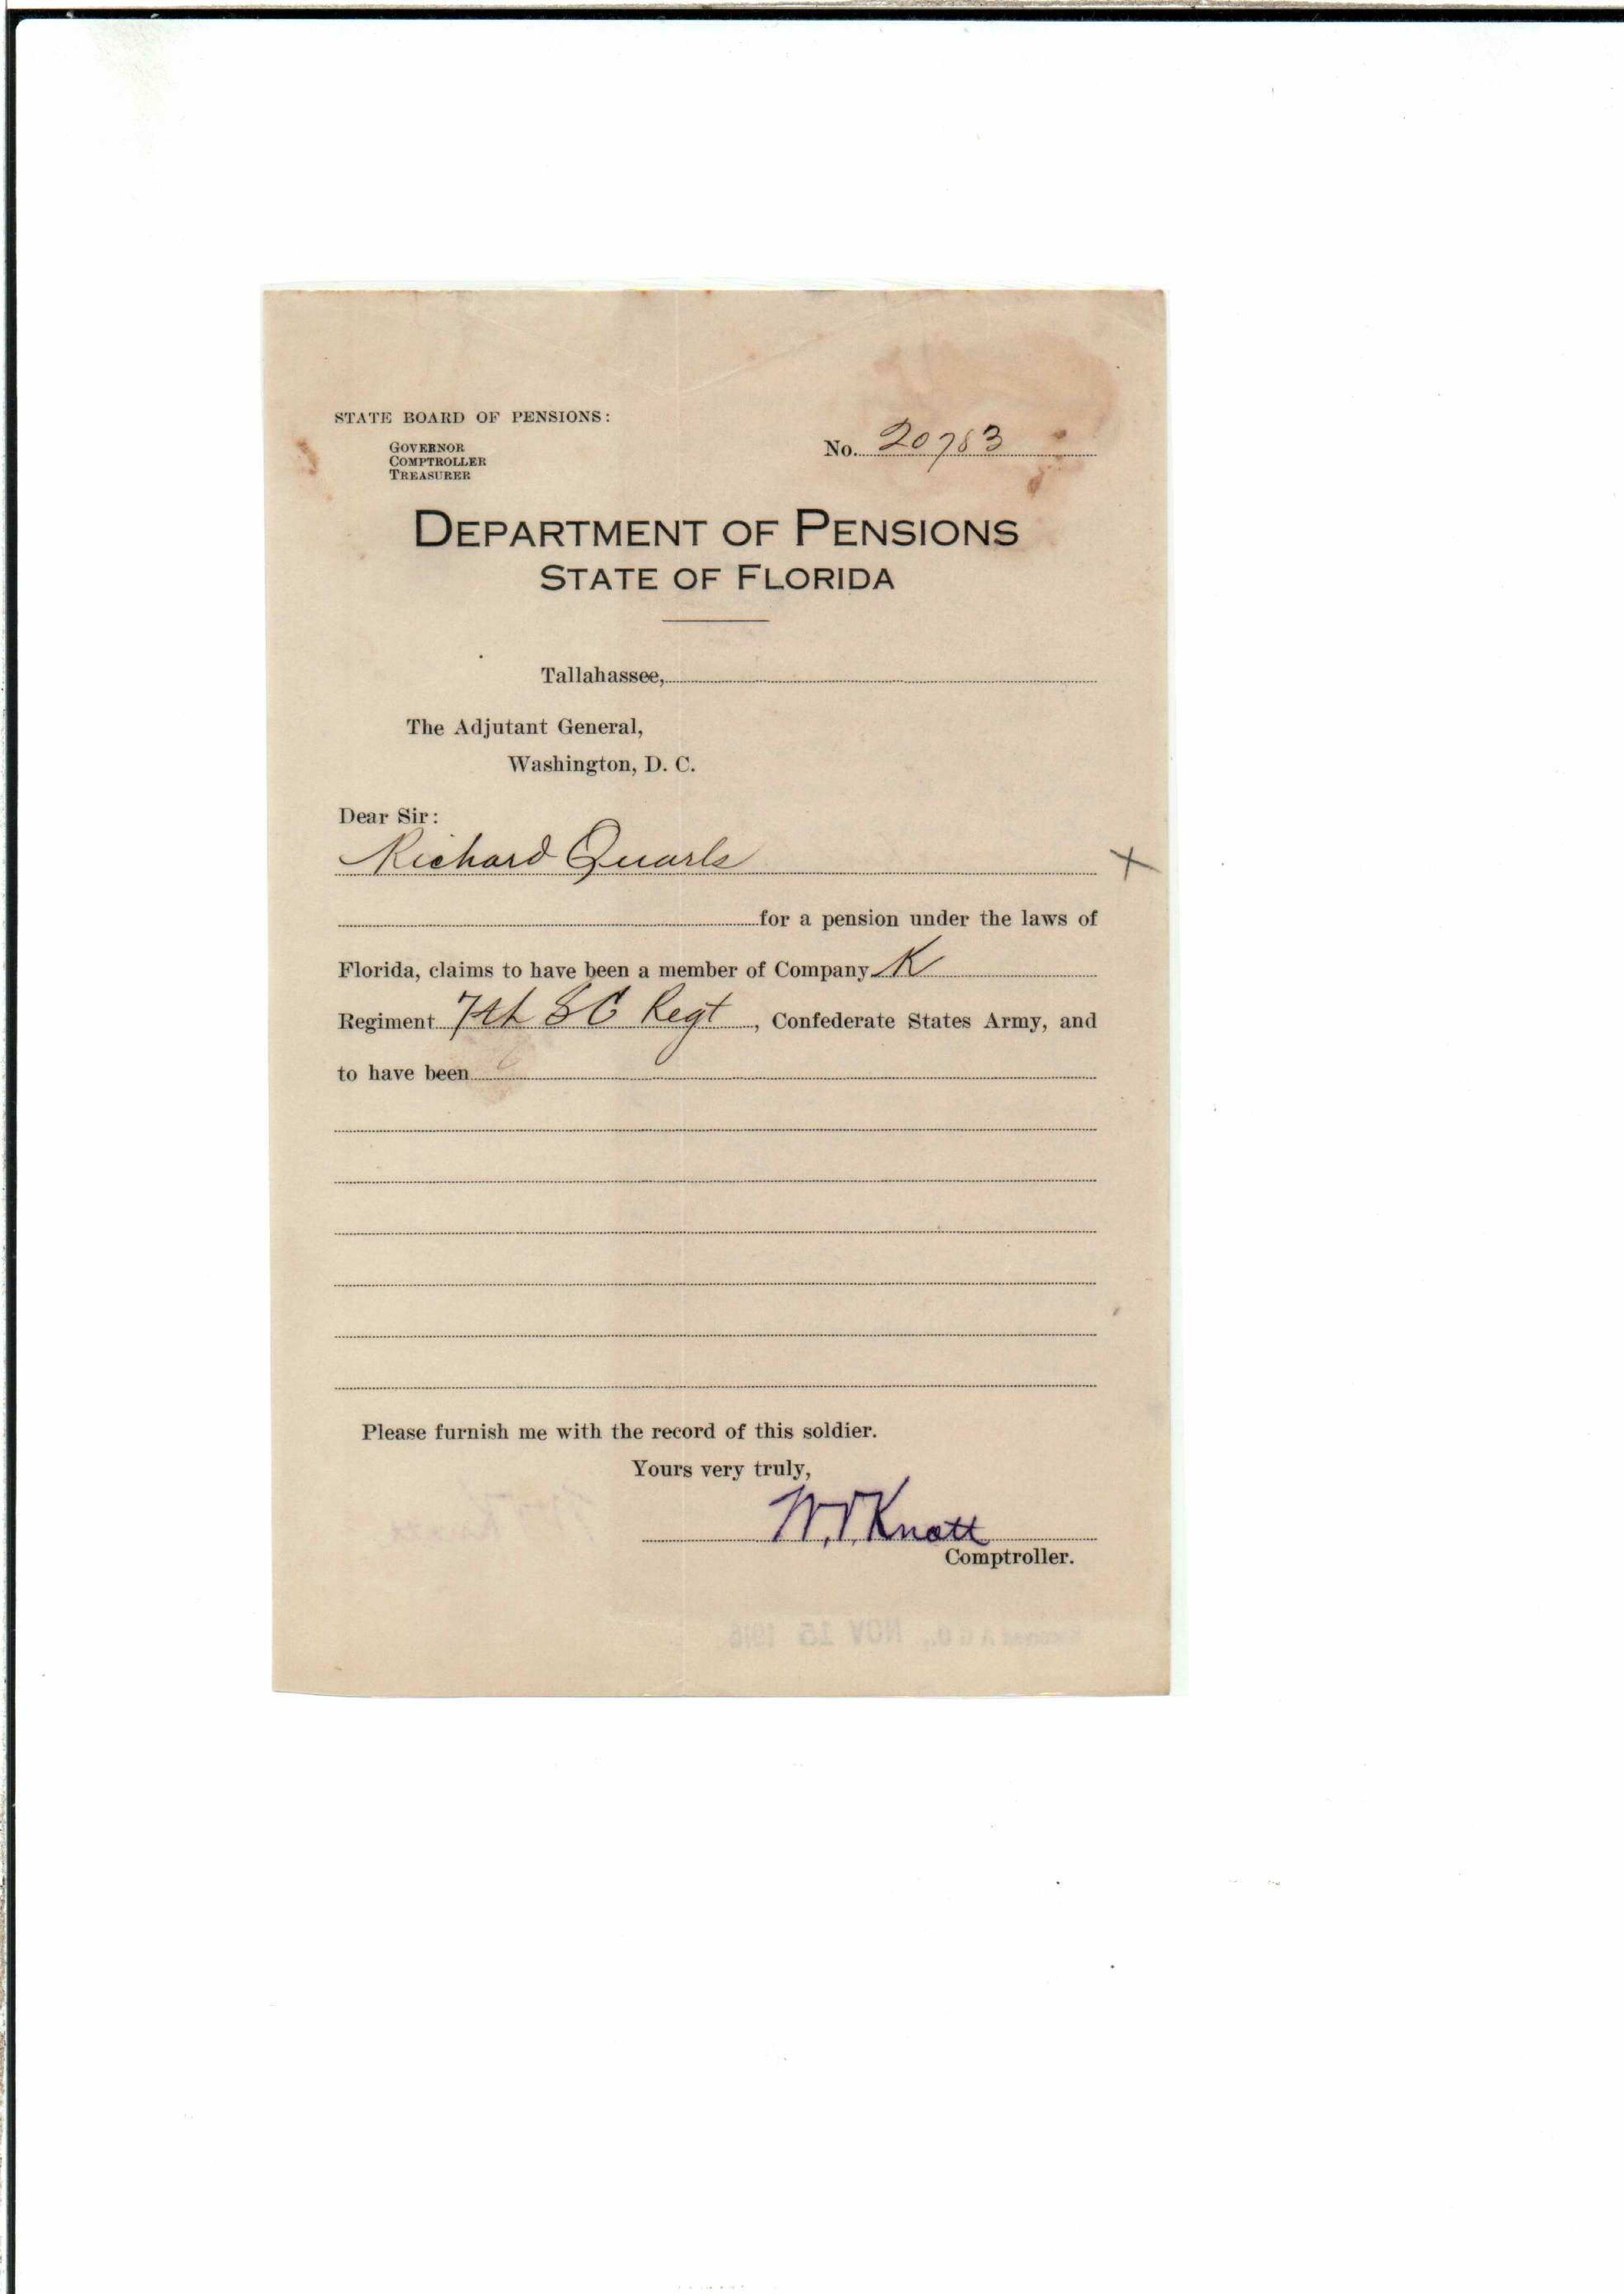 STATE BOARD OF PENSIONS:
GOVERNOR
COMPTROLLER
TREASURER
No. 20783
DEPARTMENT OF PENSIONS
STATE OF FLORIDA
Tallahassee,
The Adjutant General,
Washington, D. C.
Dear Sir:
Richard Quarls
X
for a pension under the laws of
Florida, claims to have been a member of Company K
Regiment 7th S C Regt, Confederate States Army, and
to have been
Please furnish me with the record of this soldier.
Yours very truly,
W.V. Knott
Comptroller.
NOV 15 1916